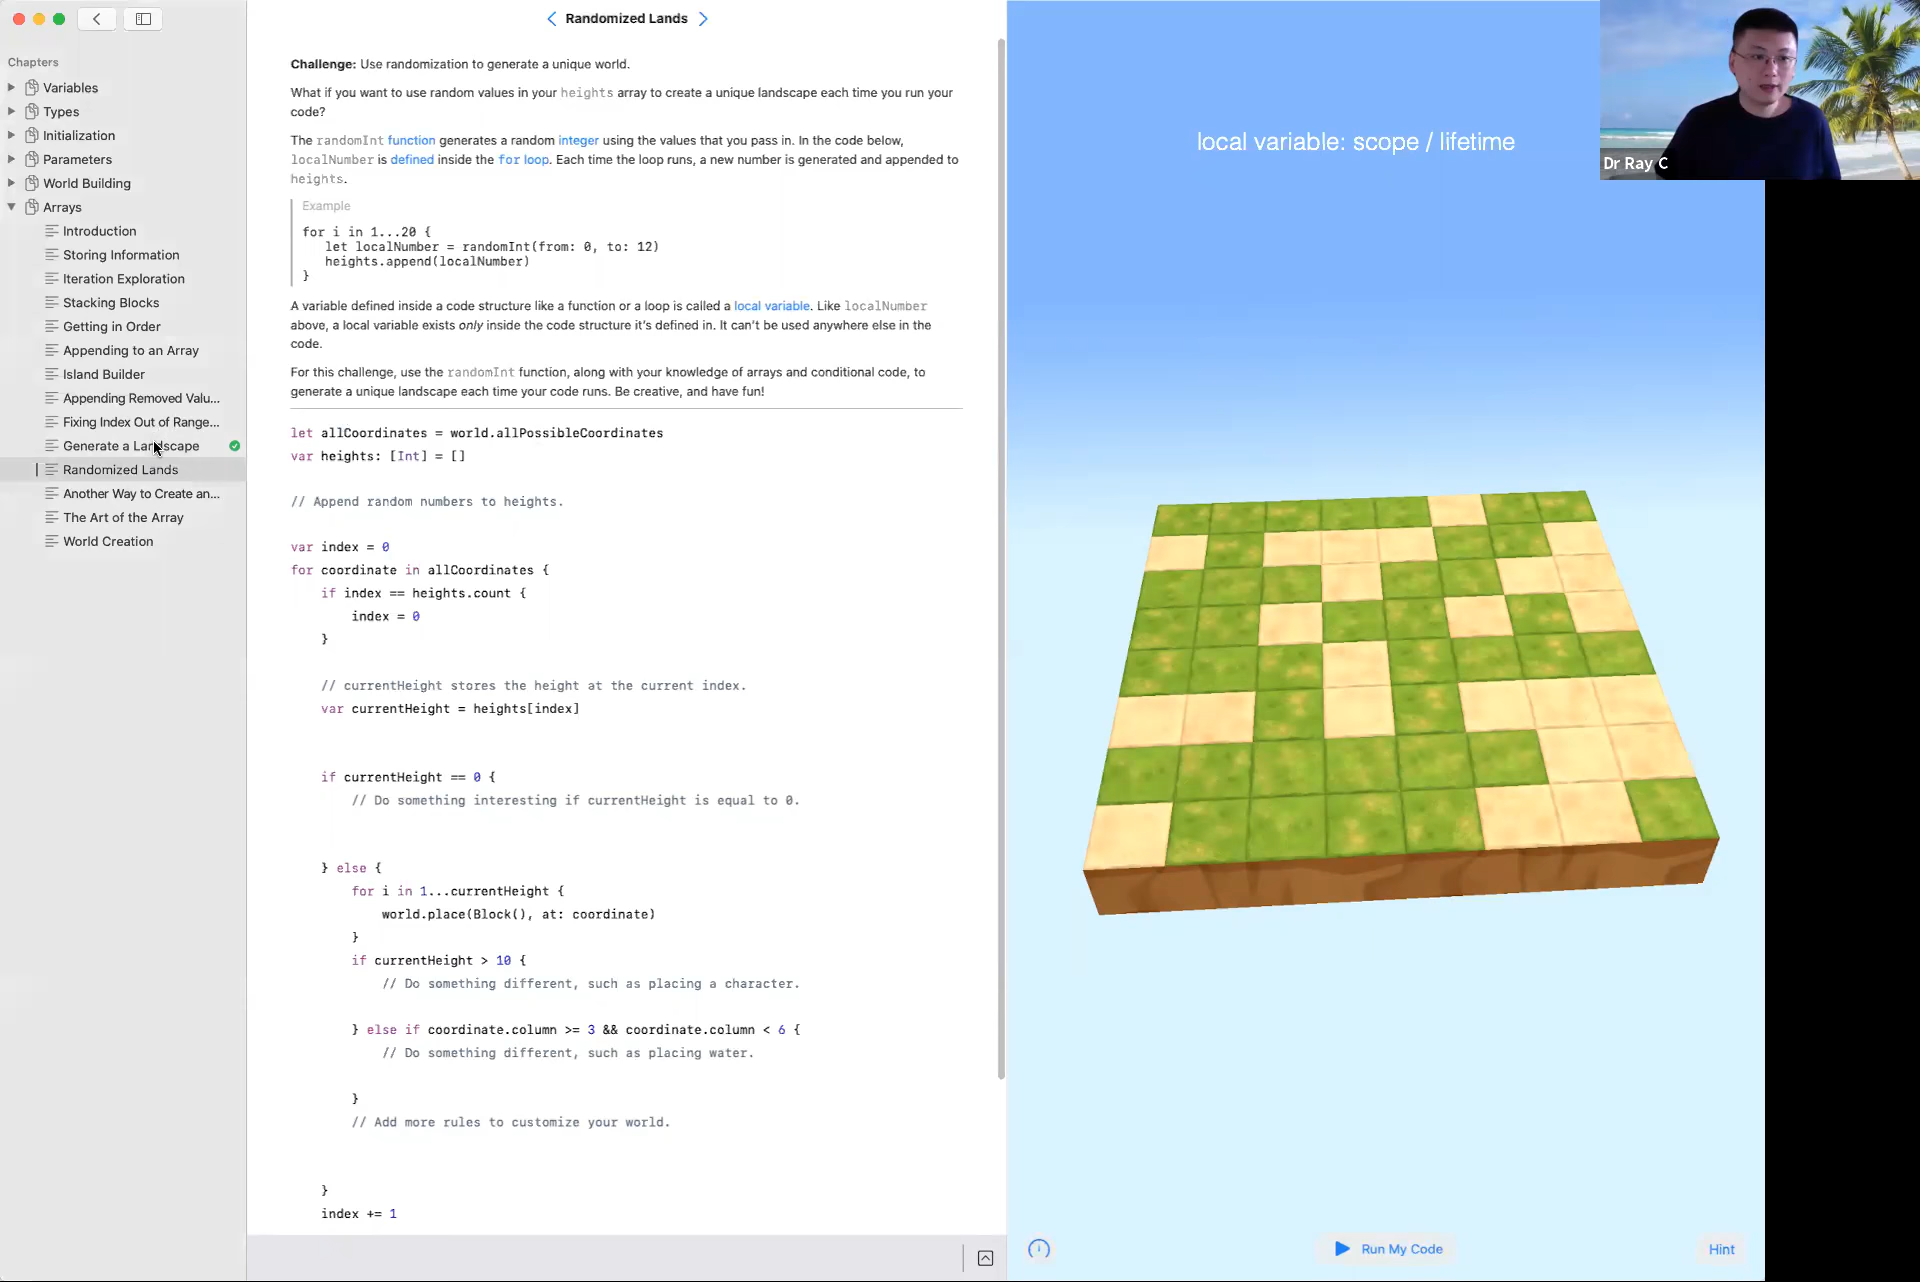 Randomized Lands
Chapters
Variables
Types
Initialization
Parameters
World Building
Arrays
Introduction
Storing Information
Iteration Exploration
Stacking Blocks
Getting in Order
Appending to an Array
Island Builder
Appending Removed Valu...
Fixing Index Out of Range...
Generate a Landscape
Randomized Lands
Another Way to Create an...
The Art of the Array
World Creation
Challenge: Use randomization to generate a unique world.
What if you want to use random values in your heights array to create a unique landscape each time you run your
code?
The randomInt function generates a random integer using the values that you pass in. In the code below,
localNumber is defined inside the for loop. Each time the loop runs, a new number is generated and appended to
heights.
Example
for i in 1...20 {
let localNumber = randomInt(from: 0, to: 12)
heights.append(localNumber)
}
A variable defined inside a code structure like a function or a loop is called a local variable. Like localNumber
above, a local variable exists only inside the code structure it's defined in. It can't be used anywhere else in the
code.
For this challenge, use the randomInt function, along with your knowledge of arrays and conditional code, to
generate a unique landscape each time your code runs. Be creative, and have fun!
let allCoordinates = world.allPossibleCoordinates
var heights: [Int] = []
// Append random numbers to heights.
var index = 0
for coordinate in allCoordinates {
if index == heights.count {
index = 0
}
// currentHeight stores the height at the current index.
var currentHeight = heights[index]
if currentHeight == 0 {
// Do something interesting if currentHeight is equal to 0.
} else {
for i in 1...currentHeight {
world.place(Block(), at: coordinate)
}
if currentHeight > 10 {
// Do something different, such as placing a character.
} else if coordinate.column >= 3 && coordinate.column < 6 {
// Do something different, such as placing water.
}
// Add more rules to customize your world.
}
index += 1
local variable: scope / lifetime
Dr Ray C
Run My Code
Hint